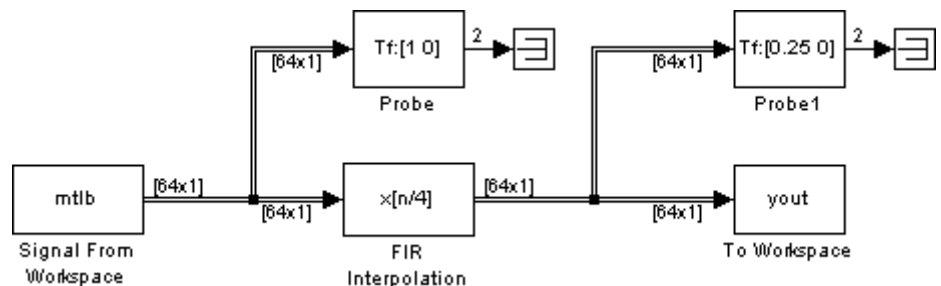 Tf:[1 0]
2
[64x1]
Probe
Tf:[0.25 0]
2
[64x1]
Probe1
mtlb
[64x1]
[64x1]
Signal From
Workspace
x[n/4]
[64x1]
FIR
Interpolation
[64x1]
yout
To Workspace